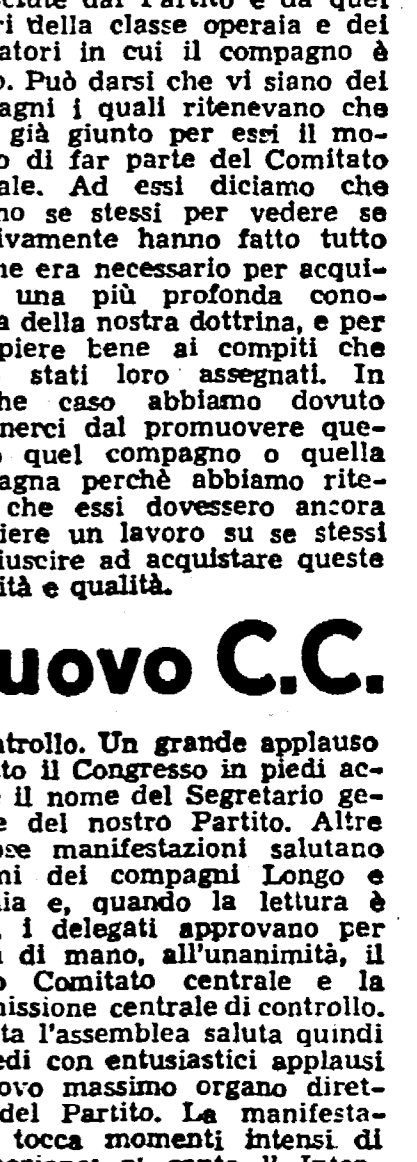 sciute dal Partito e da quel
ri della classe operaia e dei
atori in cui il compagno è
o. Può darsi che vi siano dei
agni i quali ritenevano che
già giunto per essi il mo-
o di far parte del Comitato
ale. Ad essi diciamo che
no se stessi per vedere se
ivamente hanno fatto tutto
he era necessario per acqui-
una più profonda cono-
a della nostra dottrina, e per
piere bene ai compiti che
stati loro assegnati. In
he caso abbiamo dovuto
nerci dal promuovere que-
o quel compagno o quella
agna perchè abbiamo rite-
che essi dovessero ancora
iere un lavoro su se stessi
iuscire ad acquistare queste
ità e qualità.
uovo C.C.
ntrollo. Un grande applauso
to il Congresso in piedi ac-
il nome del Segretario ge-
e del nostro Partito. Altre
ose manifestazioni salutano
mi dei compagni Longo e
nia e, quando la lettura è
i delegati approvano per
a di mano, all'unanimità, il
o Comitato centrale e la
missione centrale di controllo.
ta l'assemblea saluta quindi
edi con entusiastici applausi
ovo massimo organo diret-
del Partito. La manifesta-
tocca momenti intensi di